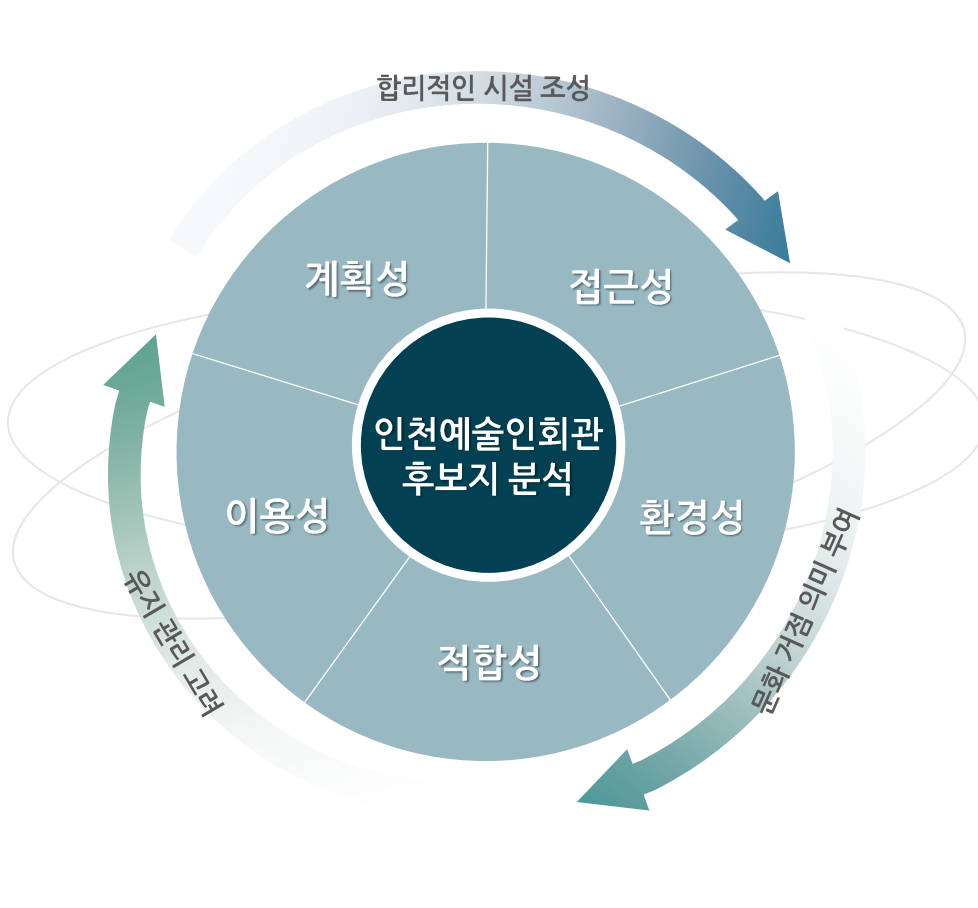 합리적인 시설 조성
계획성
접근성
인천예술인회관
후보지 분석
이용성
환경성
적합성
문화 거점 의미 부여
유지 관리 고려